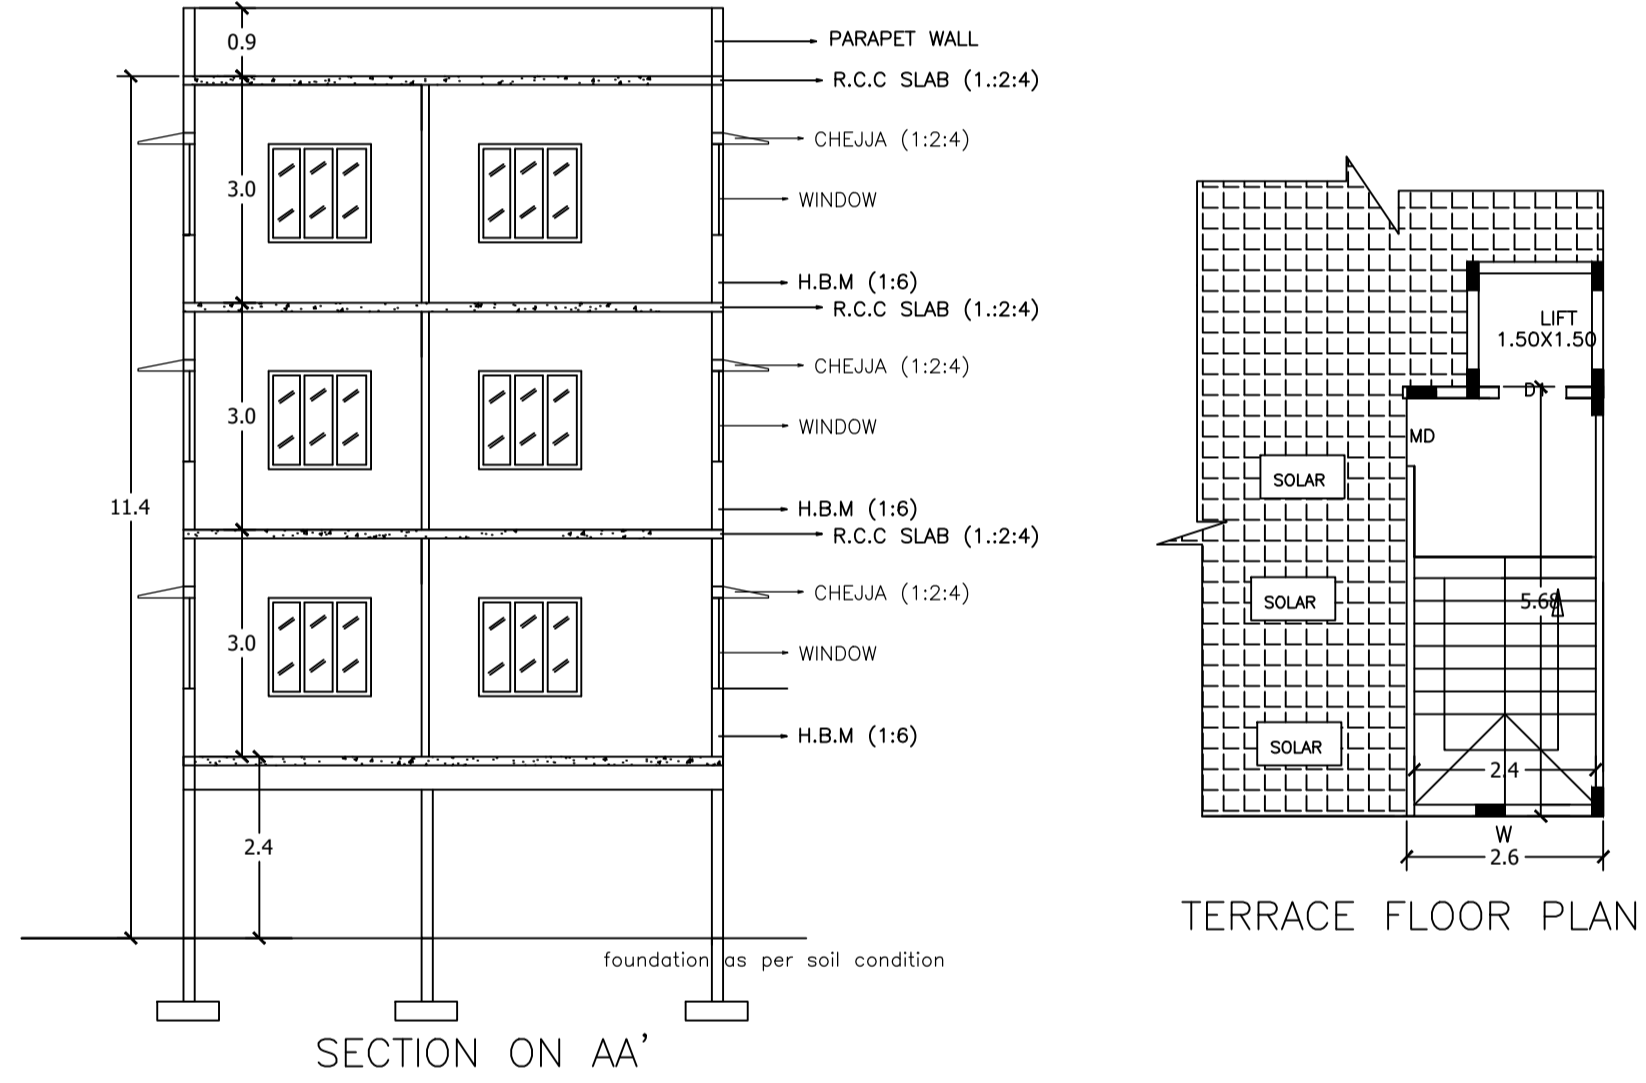 0.9
PARAPET WALL
R.C.C SLAB (1.:2:4)
CHEJJA (1:2:4)
3.0
WINDOW
H.B.M (1:6)
R.C.C SLAB (1.:2:4)
CHEJJA (1:2:4)
3.0
WINDOW
11.4
H.B.M (1:6)
R.C.C SLAB (1.:2:4)
CHEJJA (1:2:4)
3.0
WINDOW
H.B.M (1:6)
2.4
foundation as per soil condition
SECTION ON AA'
LIFT
1.50X1.50
D1
MD
SOLAR
SOLAR
5.68
SOLAR
2.4
W
2.6
TERRACE FLOOR PLAN